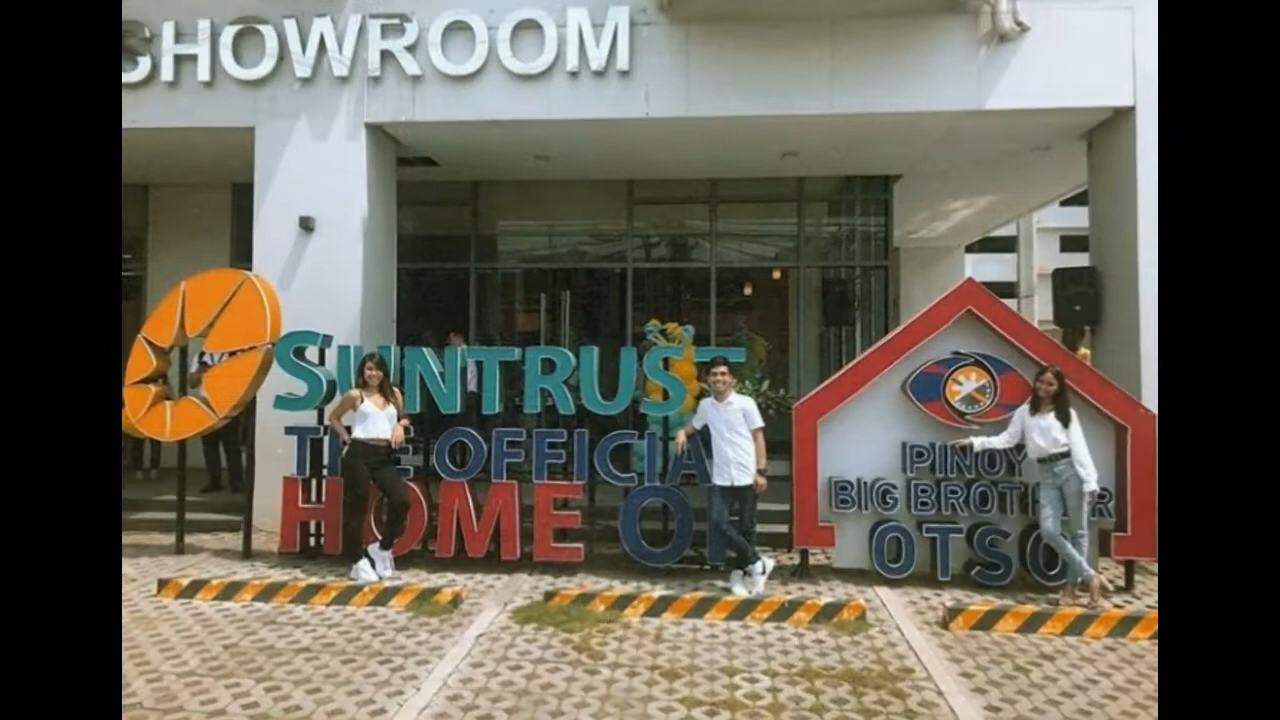 SHOWROOM
SUNTRUST
THE OFFICIAL
HOME OF
PINOY
BIG BROTHER
OTSO